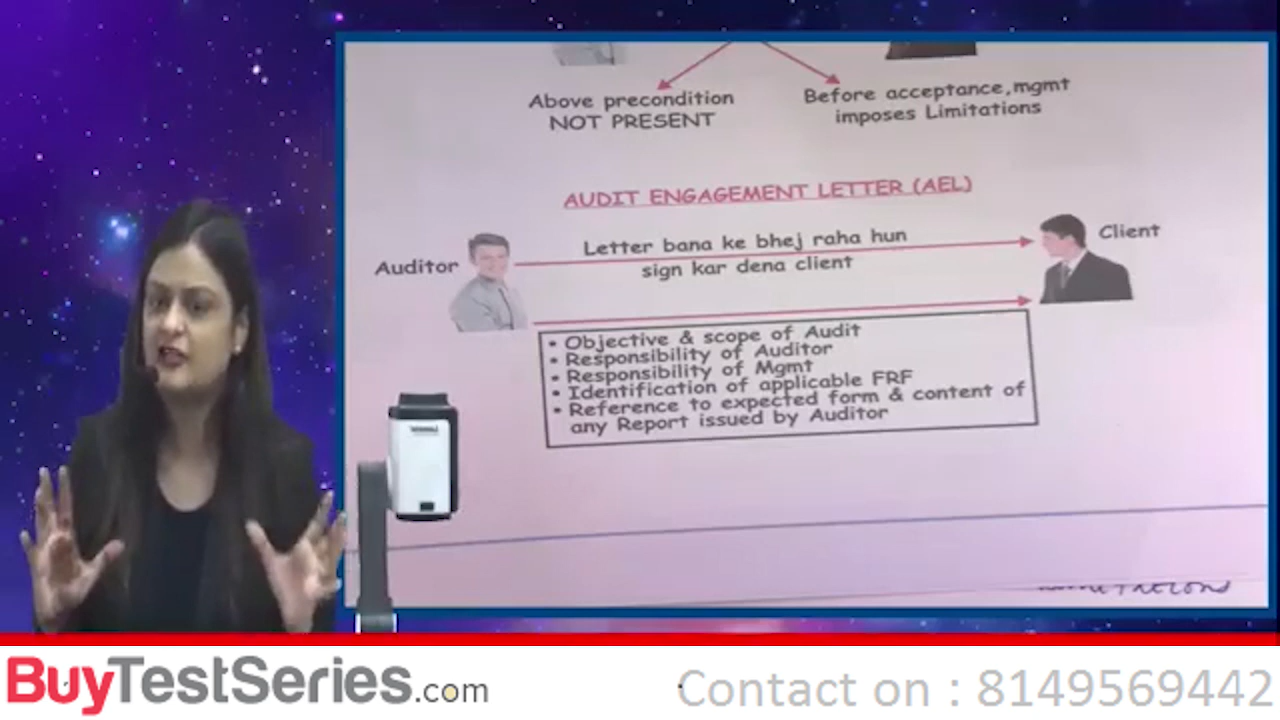 Above precondition
NOT PRESENT
Before acceptance,mgmt
imposes Limitations
AUDIT ENGAGEMENT LETTER (AEL)
Auditor
Letter bana ke bhej raha hun
sign kar dena client
Client
• Objective & scope of Audit
• Responsibility of Auditor
• Responsibility of Mgmt
• Identification of applicable FRF
• Reference to expected form & content of
any Report issued by Auditor
BuyTestSeries.com
Contact on : 8149569442